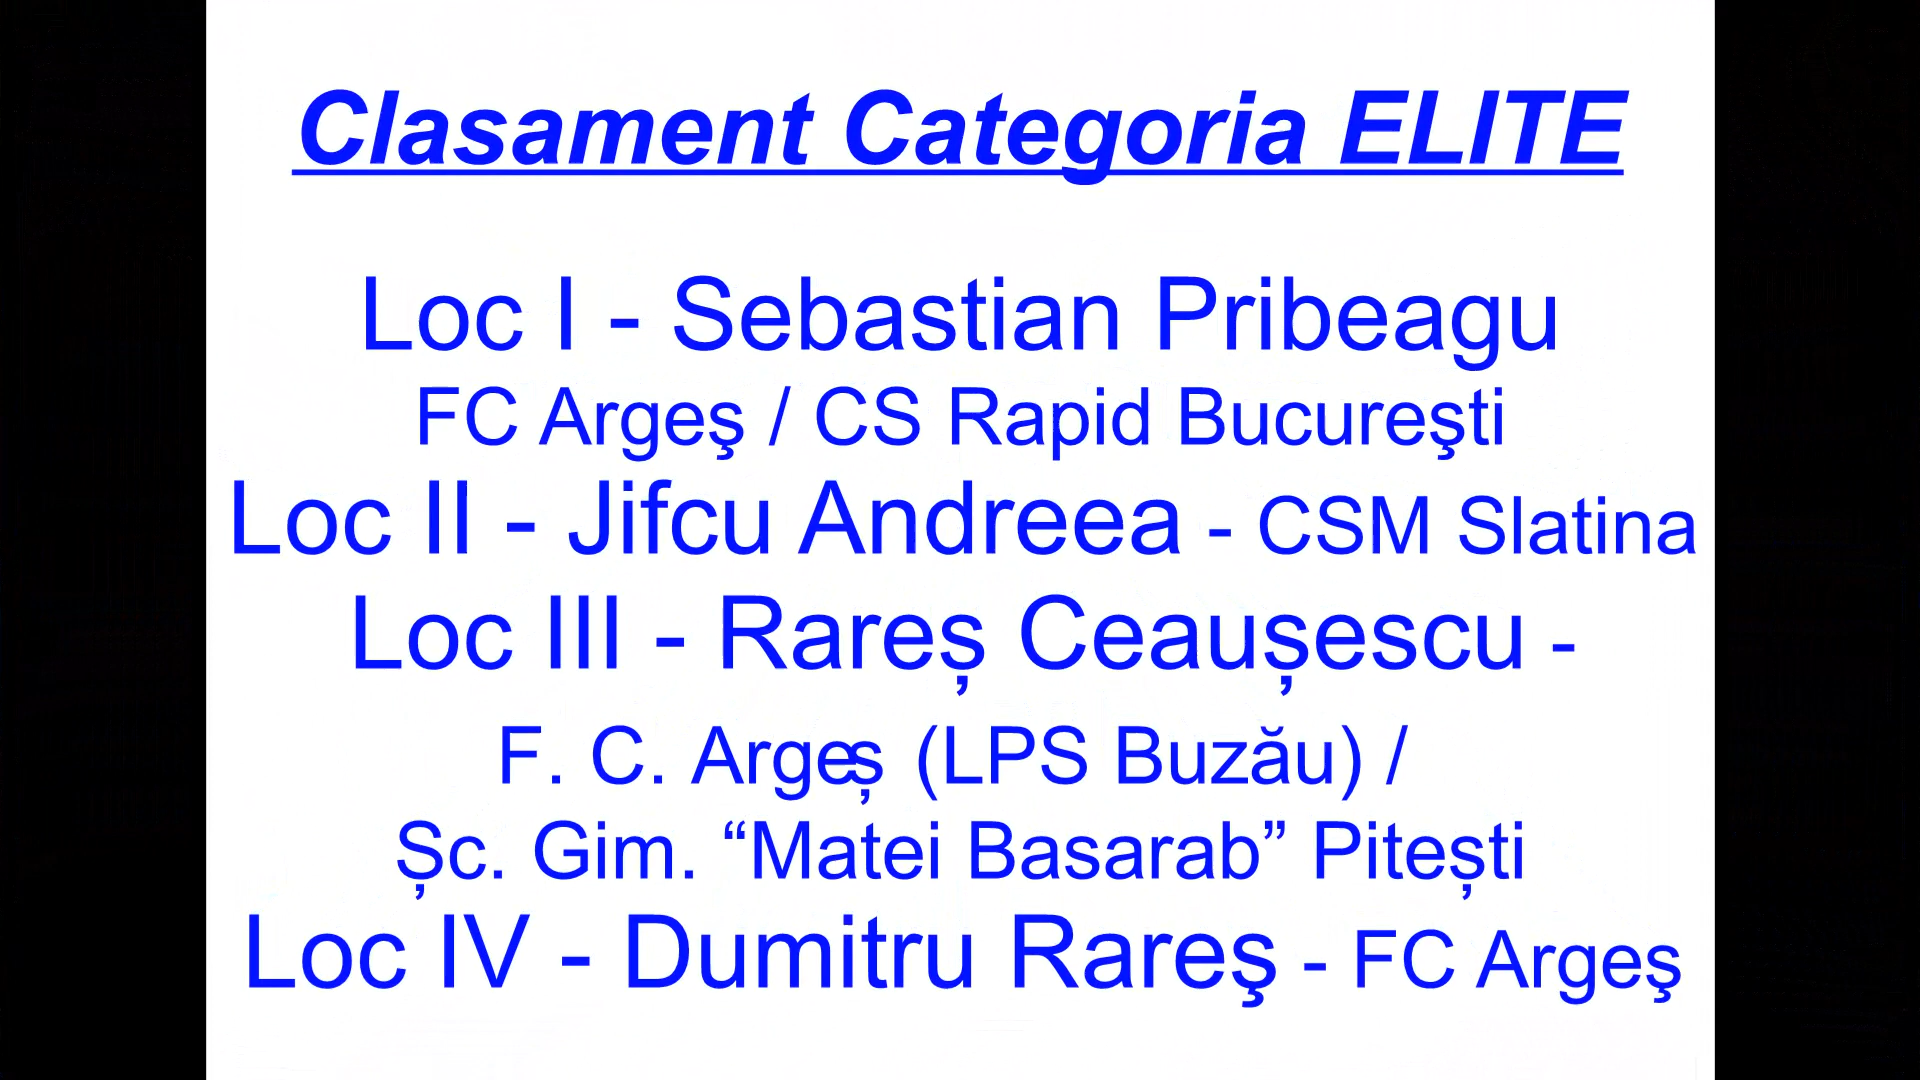 Clasament Categoria ELITE
Loc I - Sebastian Pribeagu
FC Argeş / CS Rapid Bucureşti
Loc II - Jifcu Andreea - CSM Slatina
Loc III - Rareș Ceaușescu -
F. C. Argeș (LPS Buzău) /
Șc. Gim. “Matei Basarab” Pitești
Loc IV - Dumitru Rareş - FC Argeş